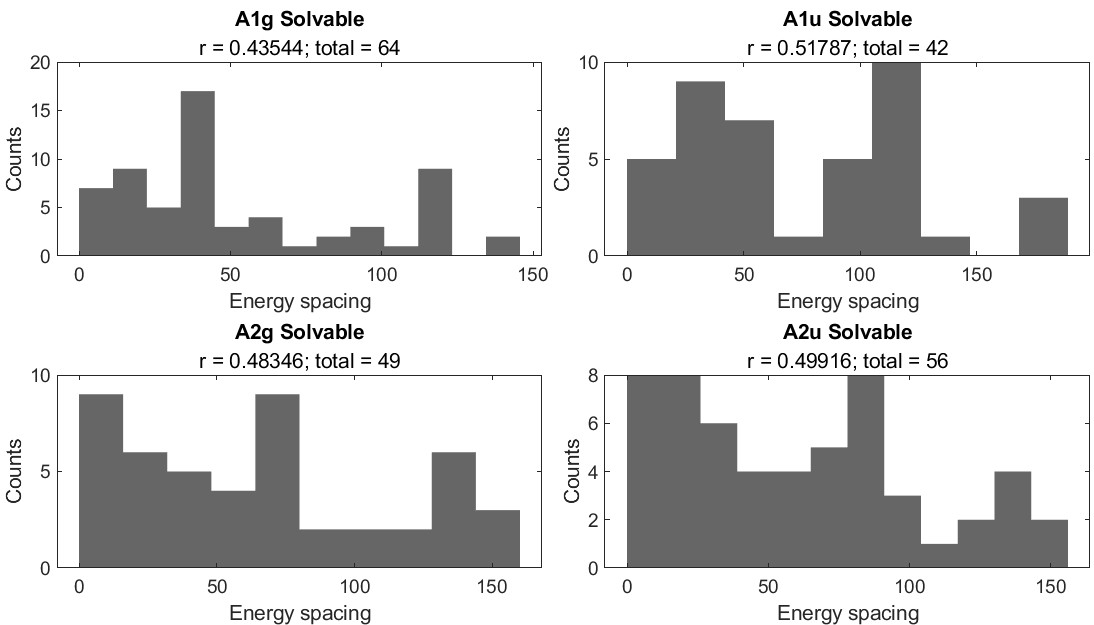 A1g Solvable
r = 0.43544; total = 64
20
15
10
5
0
Counts
0 50 100 150
Energy spacing
A1u Solvable
r = 0.51787; total = 42
10
5
0
Counts
0 50 100 150
Energy spacing
A2g Solvable
r = 0.48346; total = 49
10
5
0
Counts
0 50 100 150
Energy spacing
A2u Solvable
r = 0.49916; total = 56
8
6
4
2
0
Counts
0 50 100 150
Energy spacing